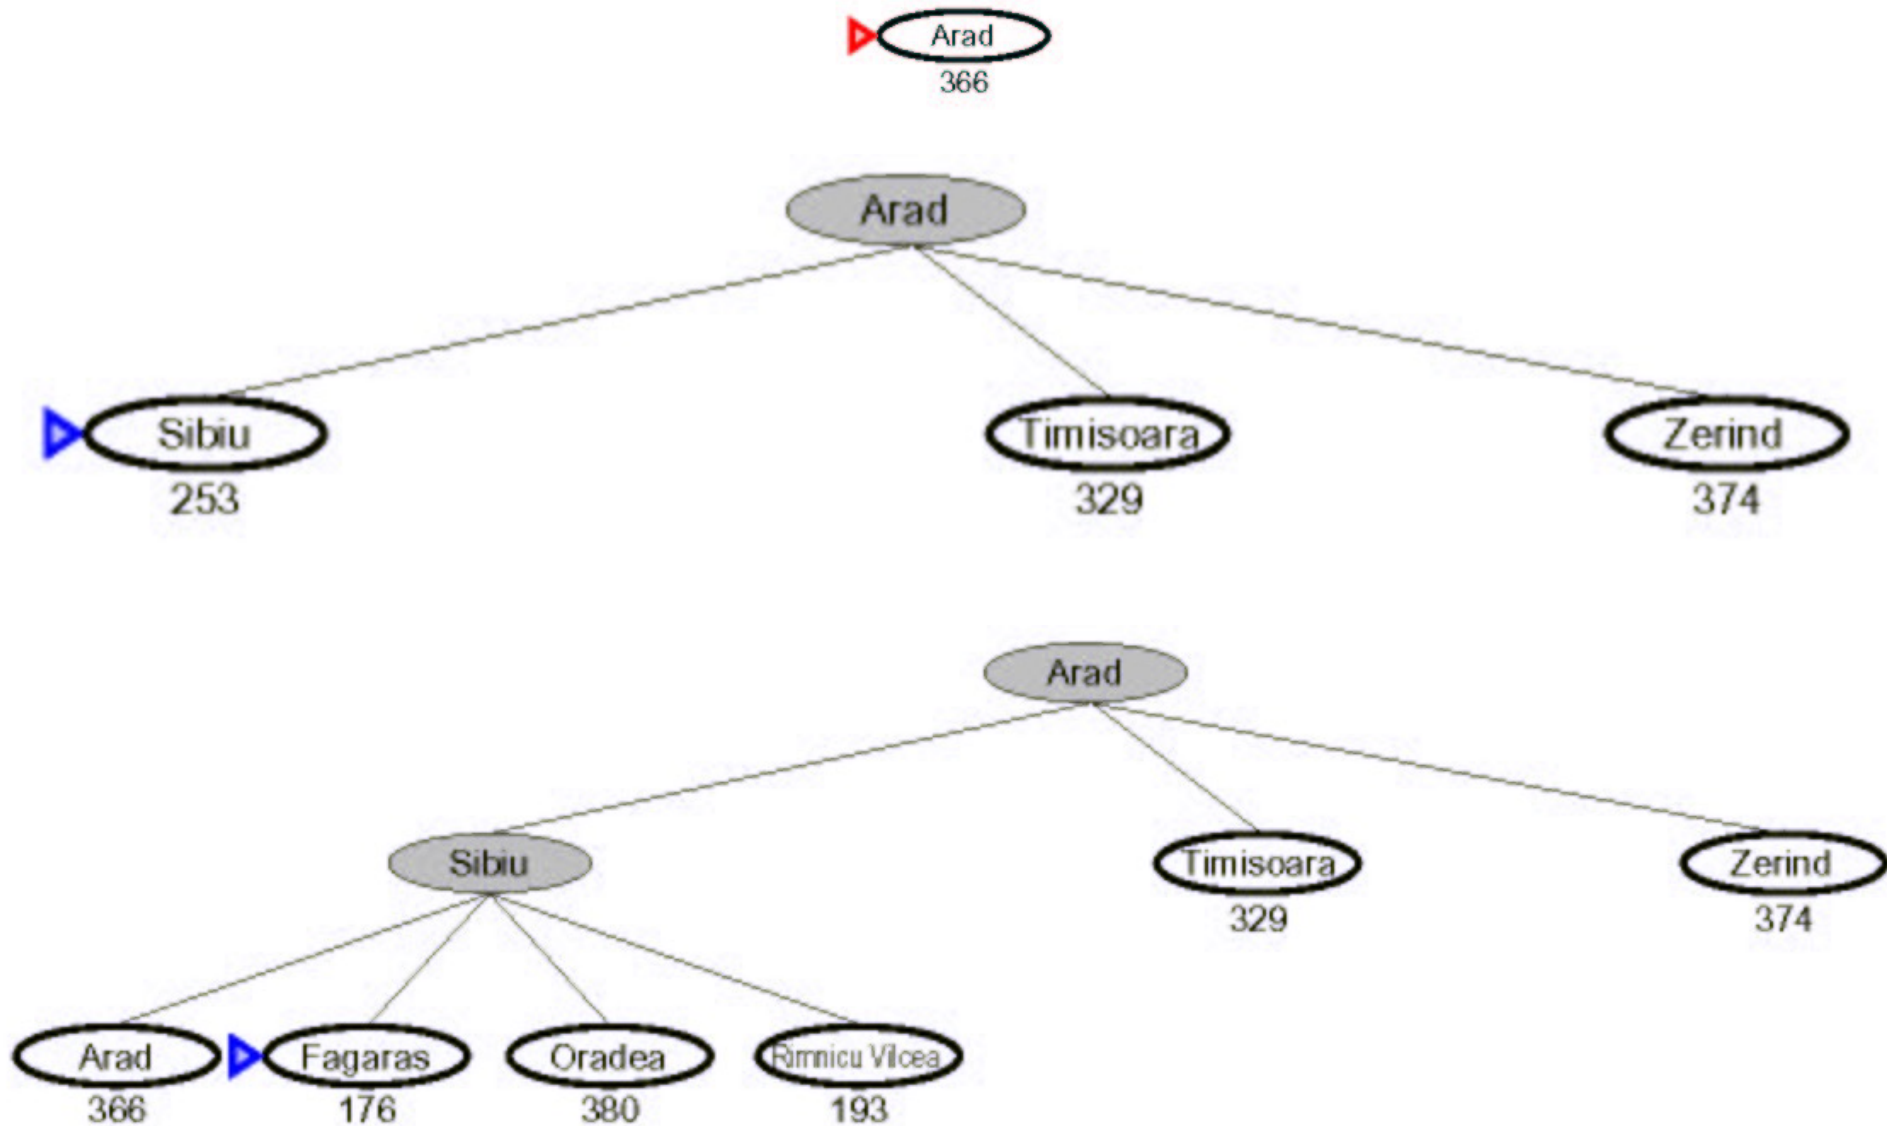 Arad
366
Arad
Sibiu Timisoara Zerind
253 329 374
Arad
Sibiu Timisoara Zerind
329 374
Arad Fagaras Oradea Rimnicu Vilcea
366 176 380 193